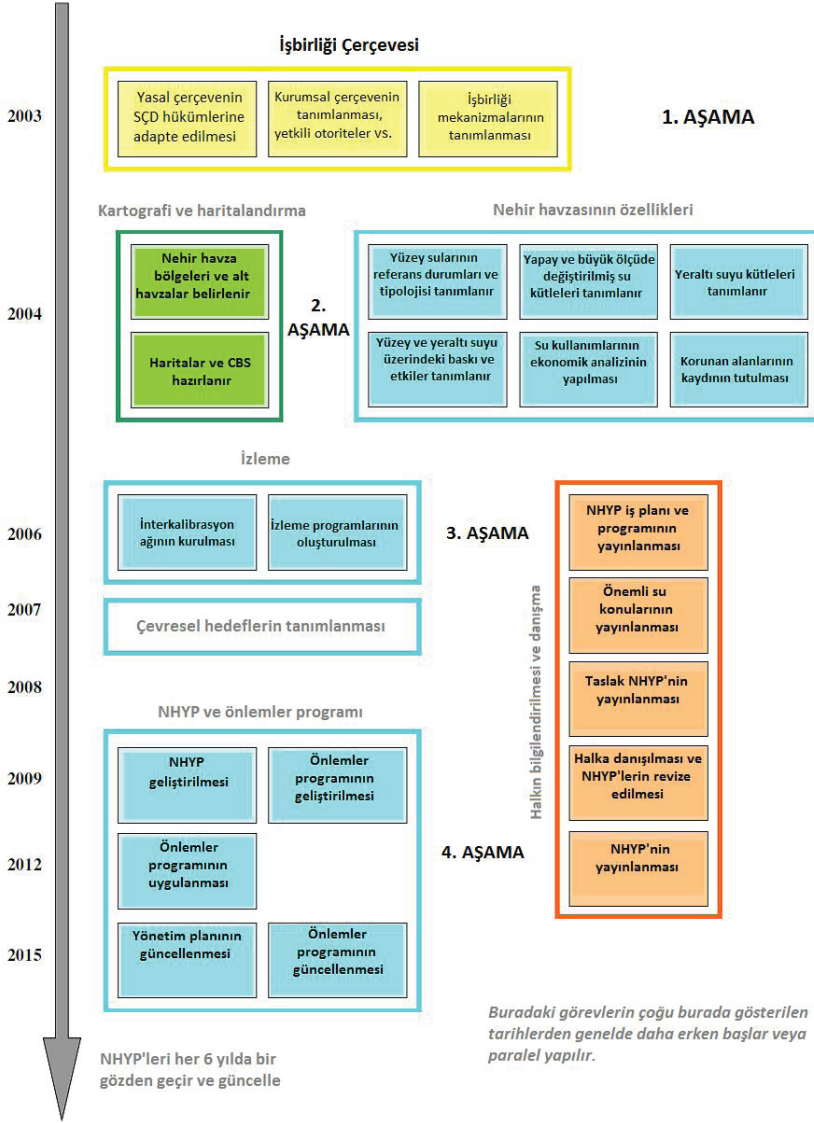 İşbirliği Çerçevesi
2003
Yasal çerçevenin
SÇD hükümlerine
adapte edilmesi
Kurumsal çerçevenin
tanımlanması,
yetkili otoriteler vs.
İşbirliği
mekanizmalarının
tanımlanması
1. AŞAMA
Kartografi ve haritalandırma
Nehir havzasının özellikleri
2004
Nehir havza
bölgeleri ve alt
havzalar belirlenir
Haritalar ve CBS
hazırlanır
2.
AŞAMA
Yüzey sularının
referans durumları ve
tipolojisi tanımlanır
Yapay ve büyük ölçüde
değiştirilmiş su
kütleleri tanımlanır
Yeraltı suyu kütleleri
tanımlanır
Yüzey ve yeraltı suyu
üzerindeki baskı ve
etkiler tanımlanır
Su kullanımlarının
ekonomik analizinin
yapılması
Korunan alanlarının
kaydının tutulması
İzleme
2006
İnterkalibrasyon
ağının kurulması
İzleme programlarının
oluşturulması
3. AŞAMA
2007
Çevresel hedeflerin tanımlanması
2008
NHYP ve önlemler programı
2009
NHYP
geliştirilmesi
Önlemler
programının
geliştirilmesi
2012
Önlemler
programının
uygulanması
4. AŞAMA
2015
Yönetim planının
güncellenmesi
Önlemler
programının
güncellenmesi
Halkın bilgilendirilmesi ve danışma
NHYP iş planı ve
programının
yayınlanması
Önemli su
konularının
yayınlanması
Taslak NHYP'nin
yayınlanması
Halka danışılması ve
NHYP'lerin revize
edilmesi
NHYP'nin
yayınlanması
NHYP'leri her 6 yılda bir
gözden geçir ve güncelle
Buradaki görevlerin çoğu burada gösterilen
tarihlerden genelde daha erken başlar veya
paralel yapılır.